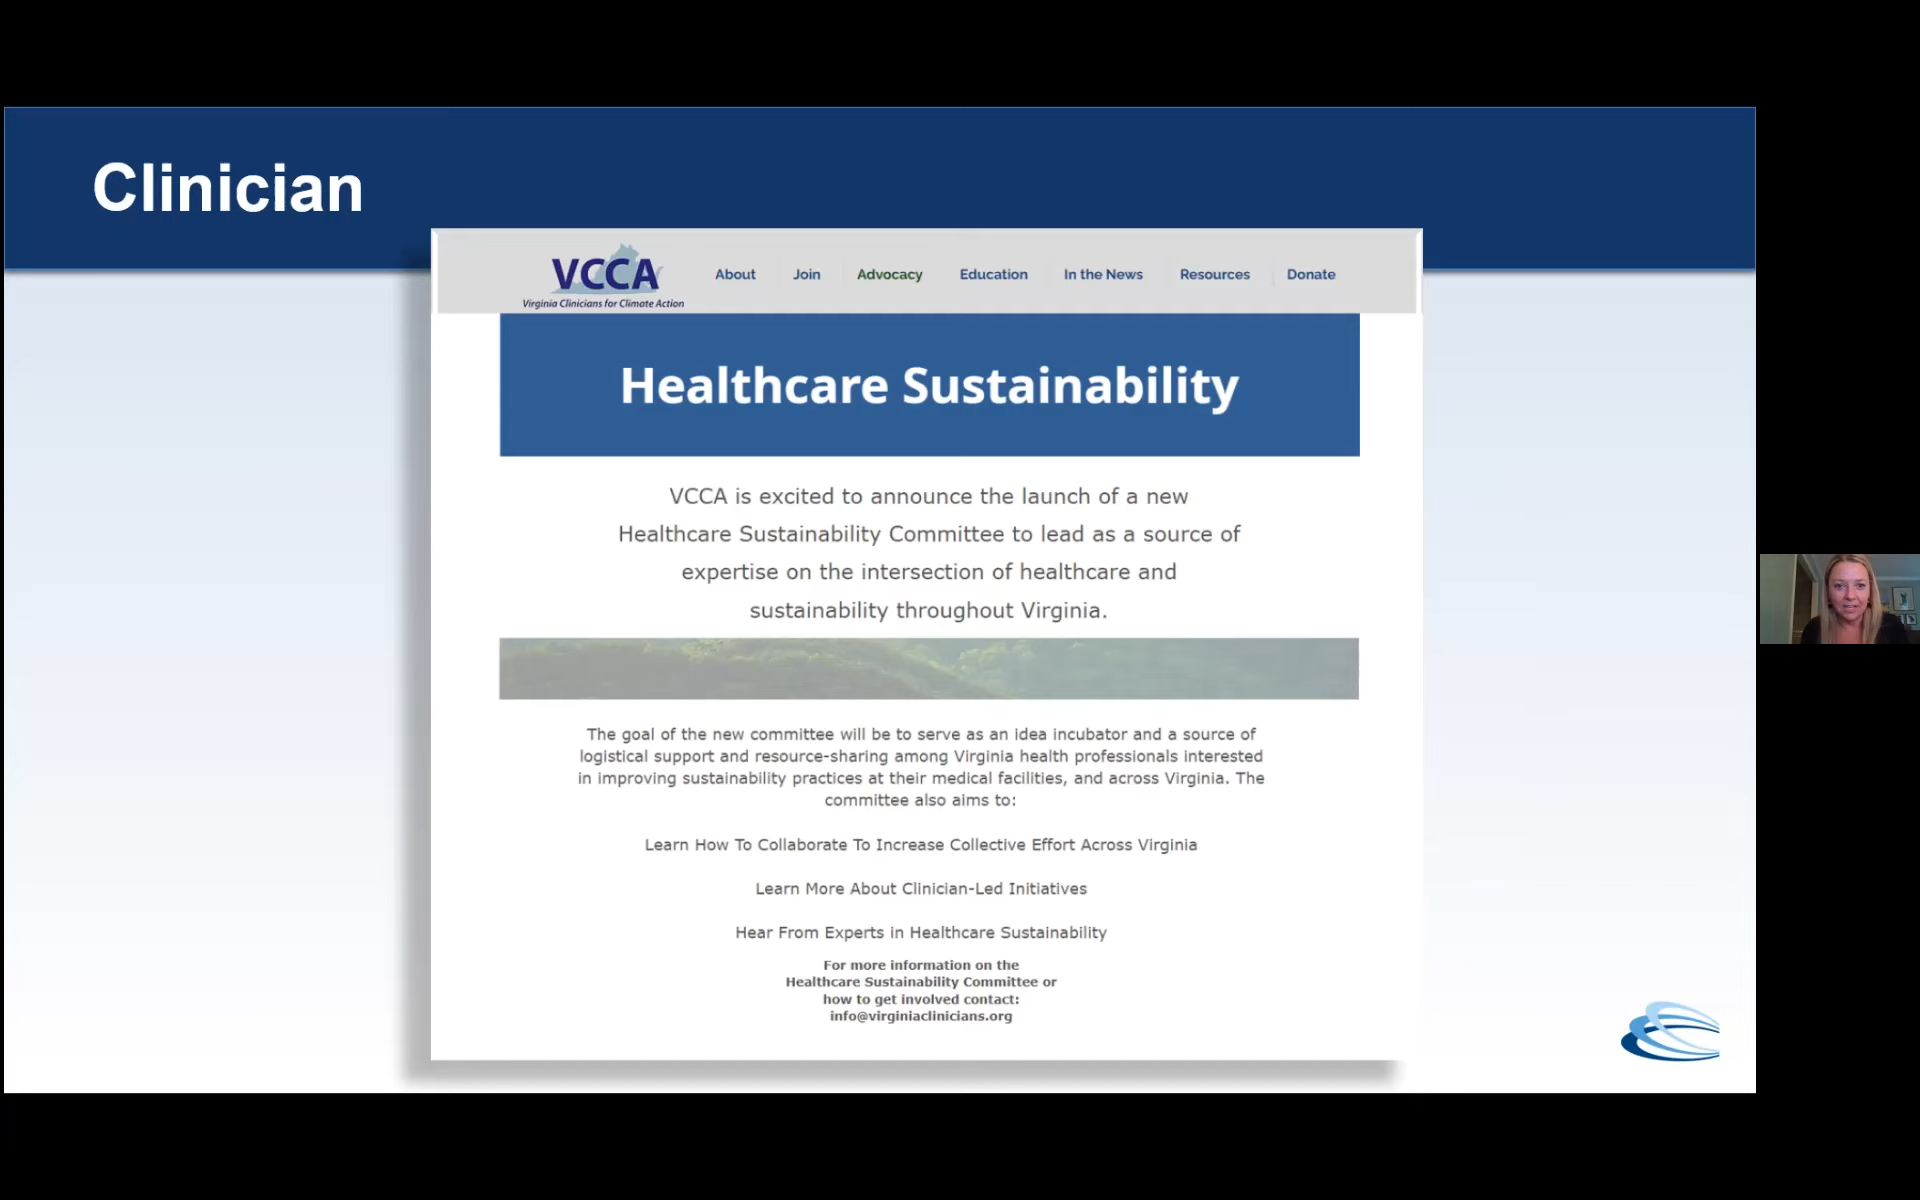 Clinician
VCCA
Virginia Clinicians for Climate Action
About Join Advocacy Education In the News Resources Donate
Healthcare Sustainability
VCCA is excited to announce the launch of a new
Healthcare Sustainability Committee to lead as a source of
expertise on the intersection of healthcare and
sustainability throughout Virginia.
The goal of the new committee will be to serve as an idea incubator and a source of
logistical support and resource-sharing among Virginia health professionals interested
in improving sustainability practices at their medical facilities, and across Virginia. The
committee also aims to:
Learn How To Collaborate To Increase Collective Effort Across Virginia
Learn More About Clinician-Led Initiatives
Hear From Experts in Healthcare Sustainability
For more information on the
Healthcare Sustainability Committee or
how to get involved contact:
info@virginiaclinicians.org